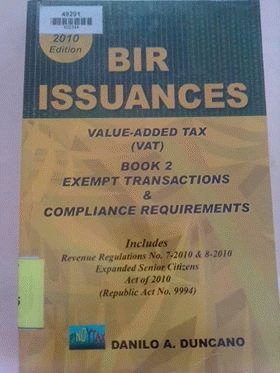 49291
2010
Edition
BIR
ISSUANCES
VALUE-ADDED TAX
(VAT)
BOOK 2
EXEMPT TRANSACTIONS
&
COMPLIANCE REQUIREMENTS
Includes
Revenue Regulations No. 7-2010 & 8-2010
Expanded Senior Citizens
Act of 2010
(Republic Act No. 9994)
DANILO A. DUNCANO